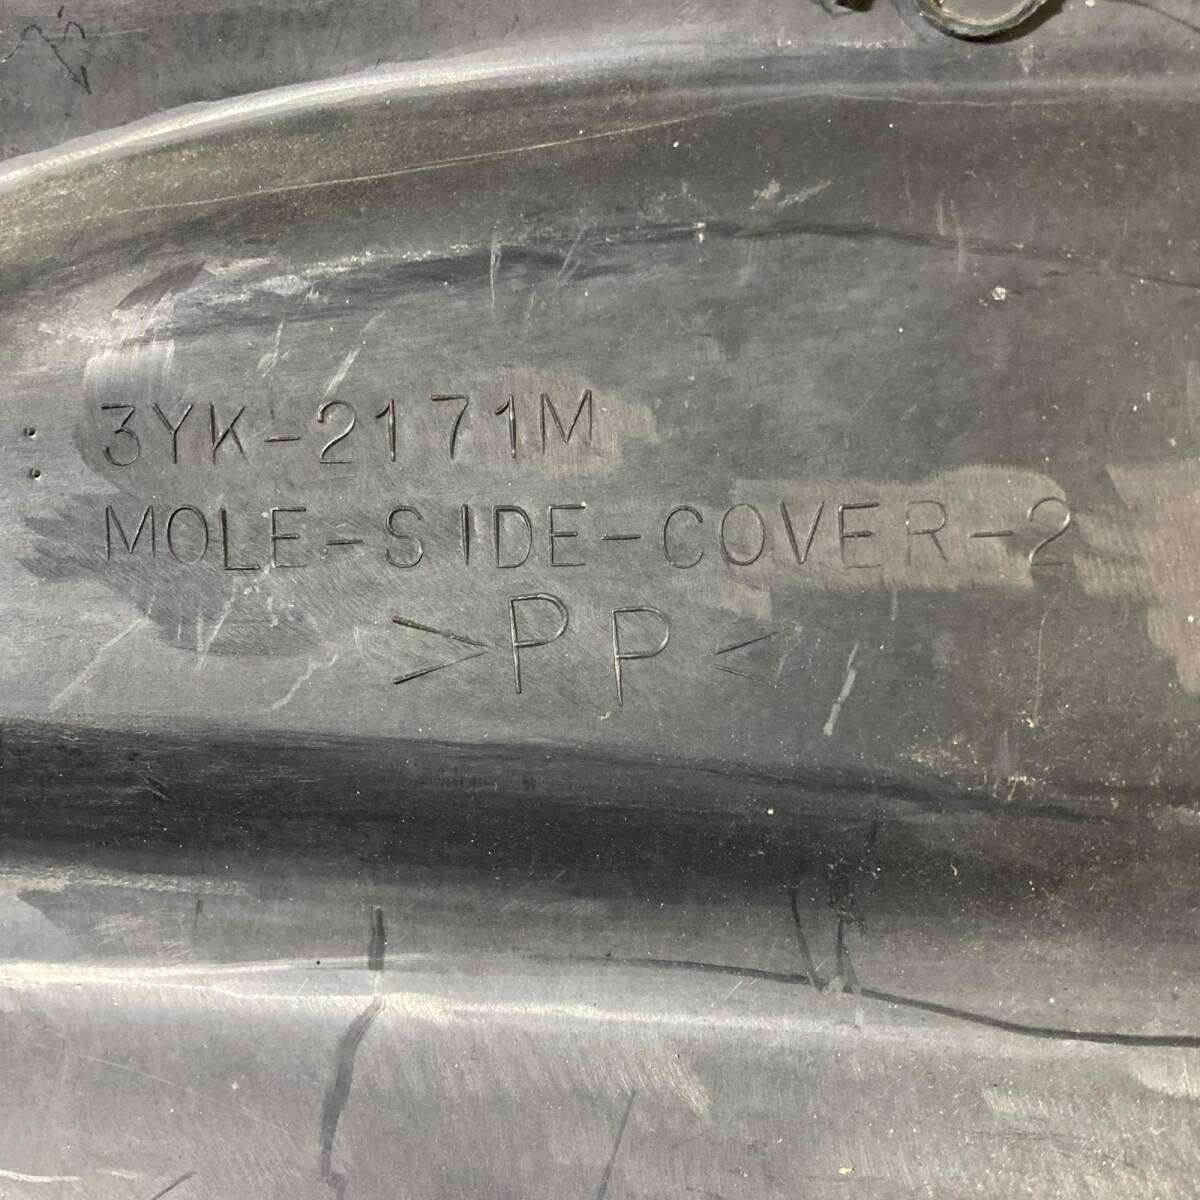 3YK-2171M
MOLE-SIDE-COVER-2
>PP<